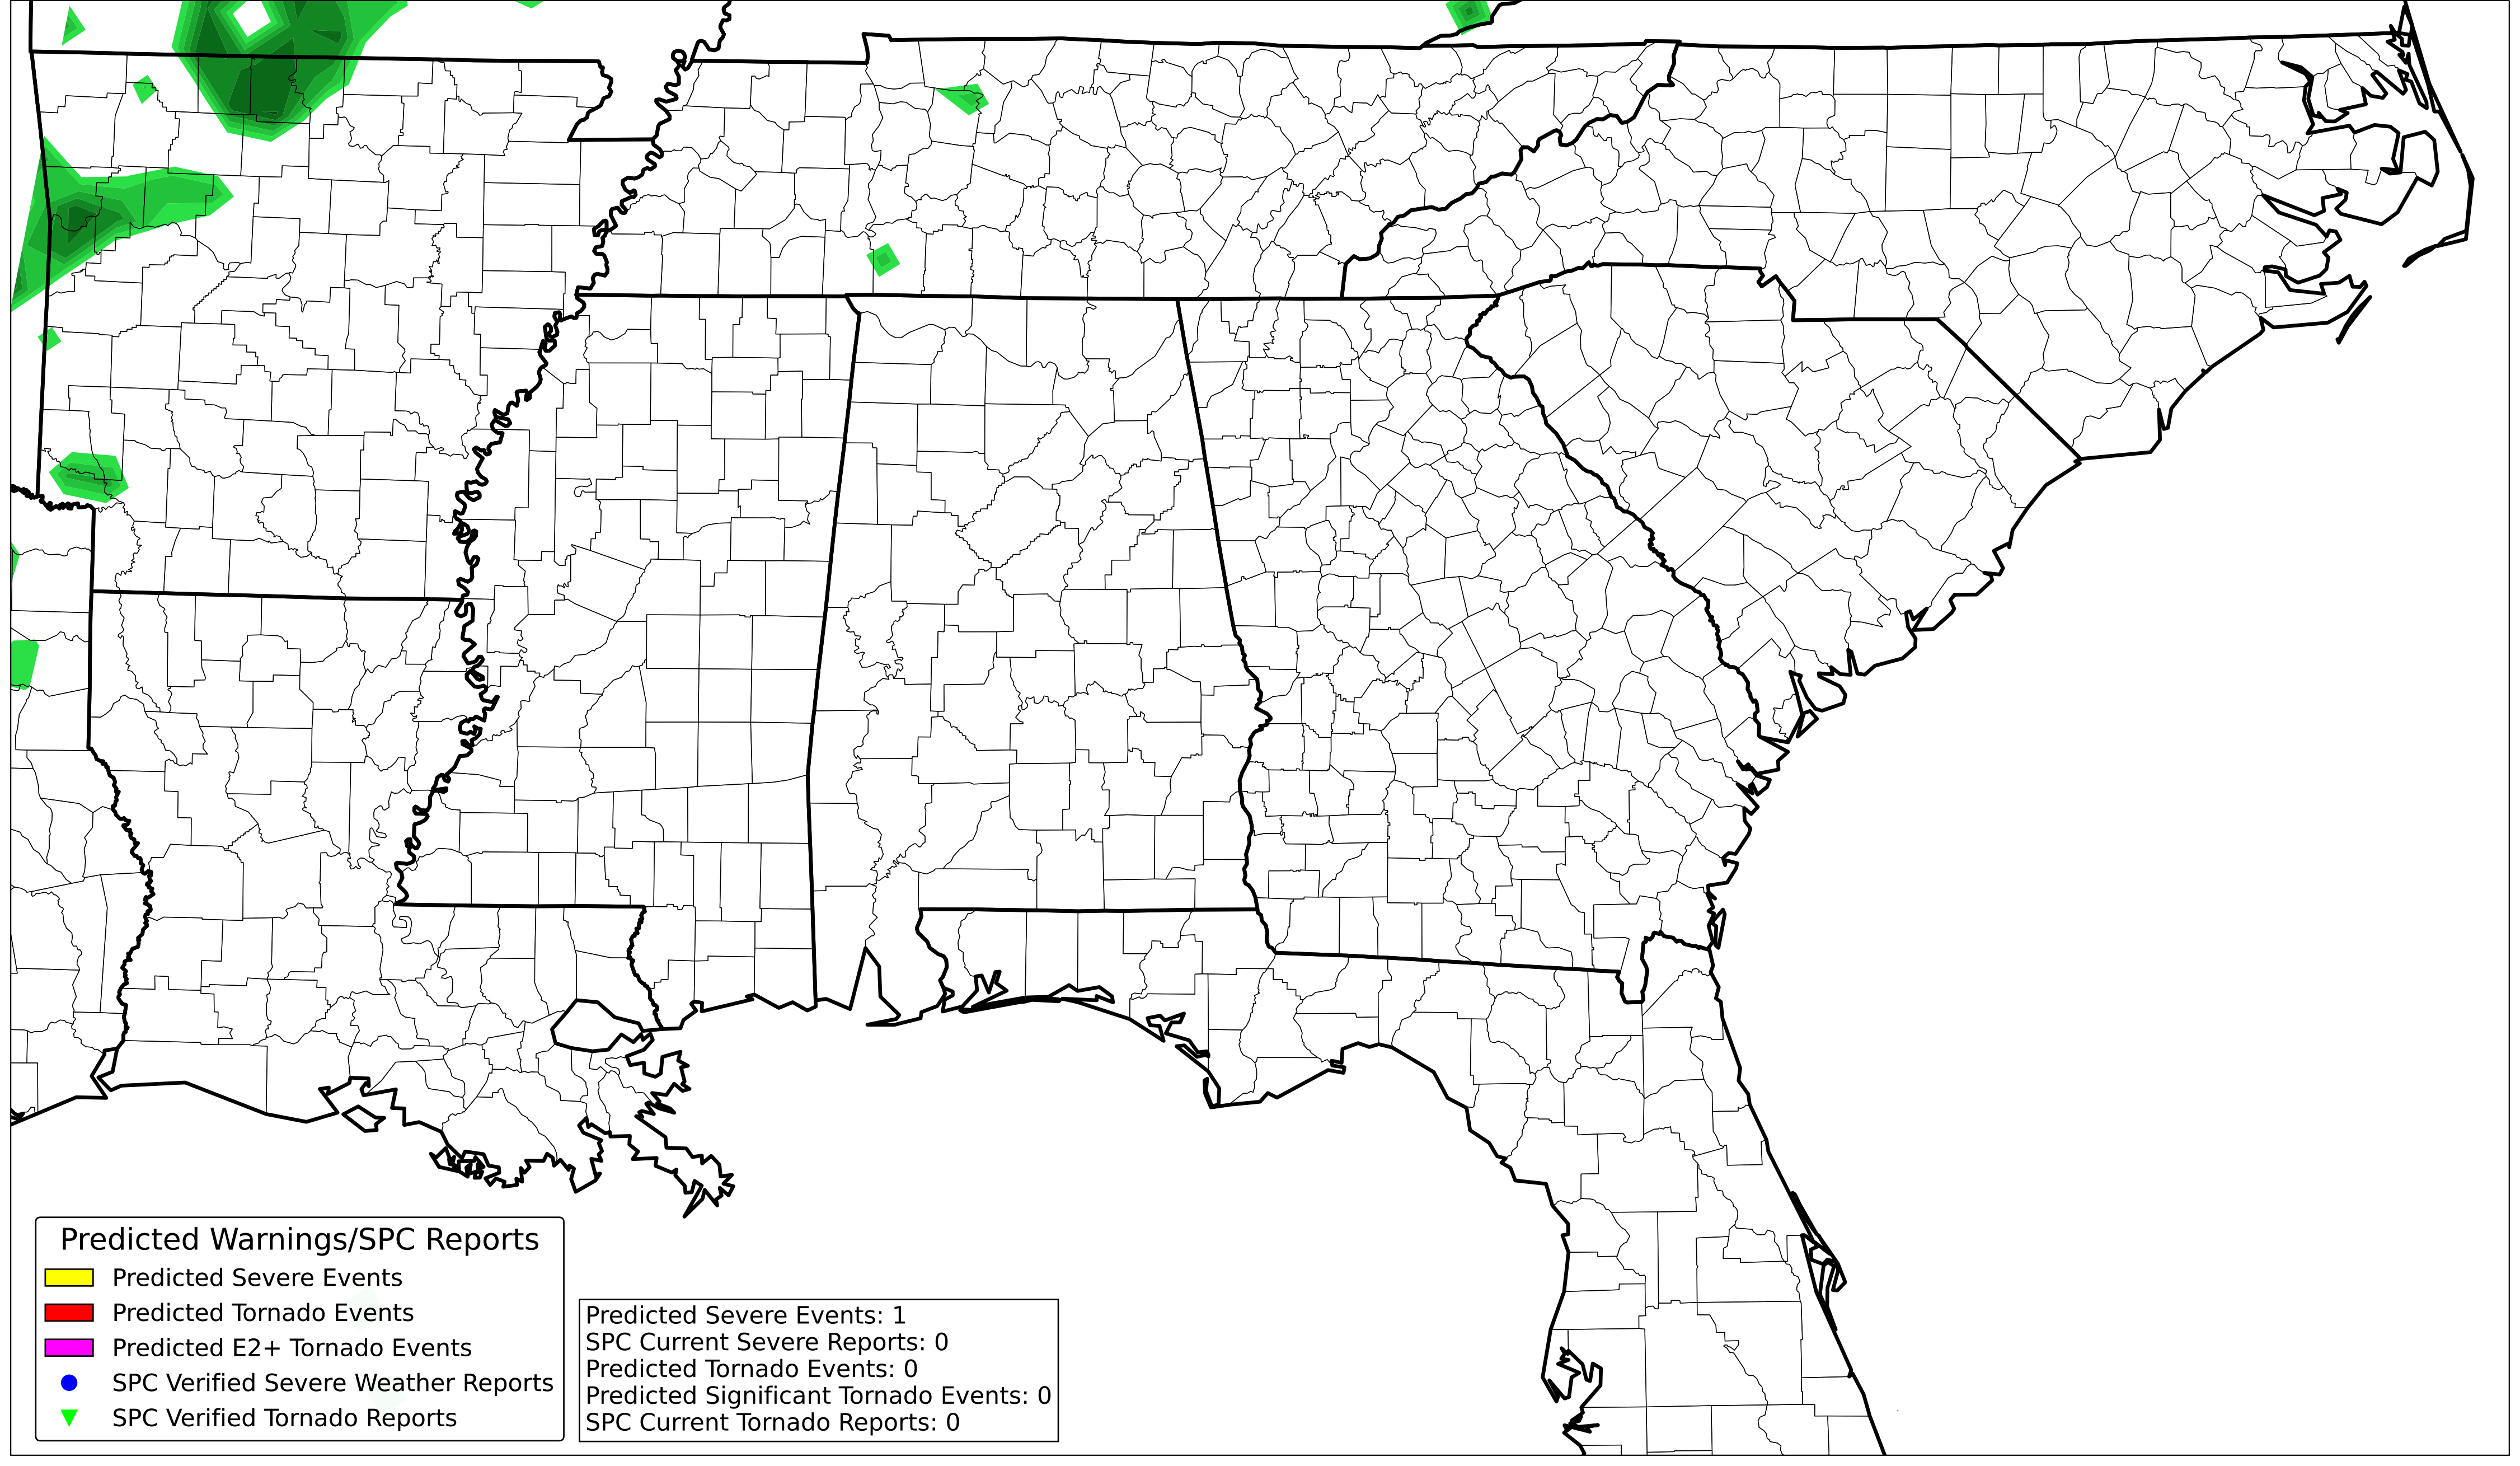 Predicted Warnings/SPC Reports
Predicted Severe Events
Predicted Tornado Events
Predicted E2+ Tornado Events
SPC Verified Severe Weather Reports
SPC Verified Tornado Reports
Predicted Severe Events: 1
SPC Current Severe Reports: 0
Predicted Tornado Events: 0
Predicted Significant Tornado Events: 0
SPC Current Tornado Reports: 0